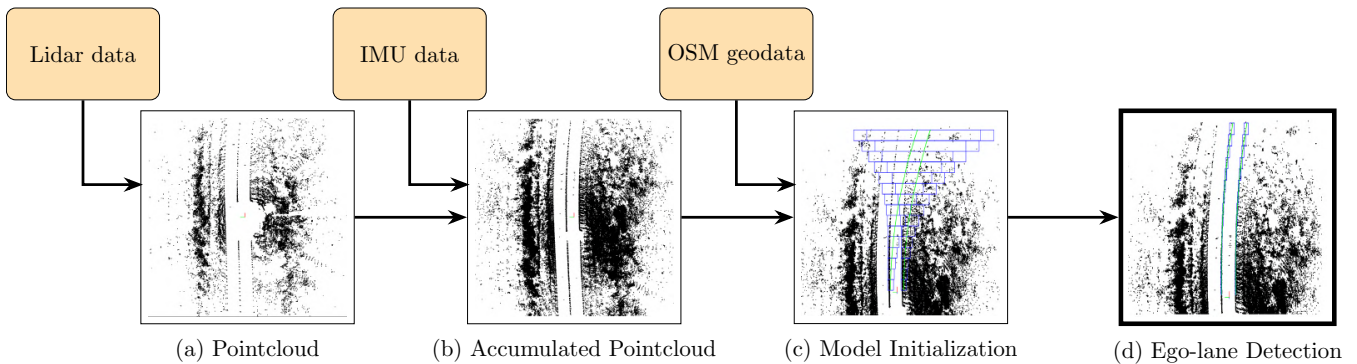 Lidar data
IMU data
OSM geodata
(a) Pointcloud
(b) Accumulated Pointcloud
(c) Model Initialization
(d) Ego-lane Detection